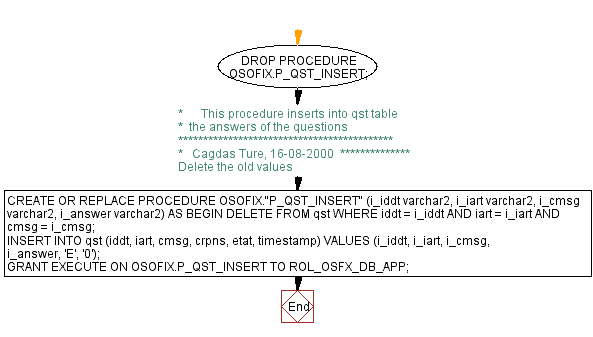 DROP PROCEDURE
OSOFIX.P_QST_INSERT;
* This procedure inserts into qst table
* the answers of the questions
*******************************************
* Cagdas Ture, 16-08-2000 **************
Delete the old values
CREATE OR REPLACE PROCEDURE OSOFIX."P_QST_INSERT" (i_iddt varchar2, i_iart varchar2, i_cmsg
varchar2, i_answer varchar2) AS BEGIN DELETE FROM qst WHERE iddt = i_iddt AND iart = i_iart AND
cmsg = i_cmsg;
INSERT INTO qst (iddt, iart, cmsg, crpns, etat, timestamp) VALUES (i_iddt, i_iart, i_cmsg,
i_answer, 'E', '0');
GRANT EXECUTE ON OSOFIX.P_QST_INSERT TO ROL_OSFX_DB_APP;
End